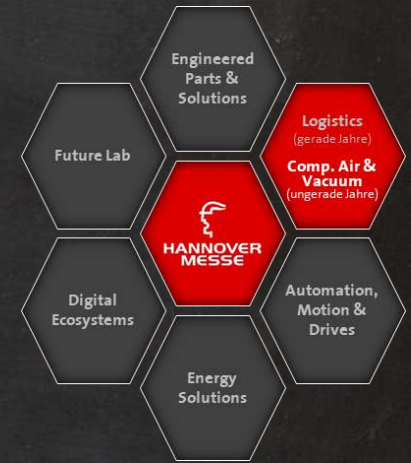 Engineered
Parts &
Solutions
Logistics
(gerade Jahre)
Comp. Air &
Vacuum
(ungerade Jahre)
Future Lab
HANNOVER
MESSE
Automation,
Motion &
Drives
Digital
Ecosystems
Energy
Solutions